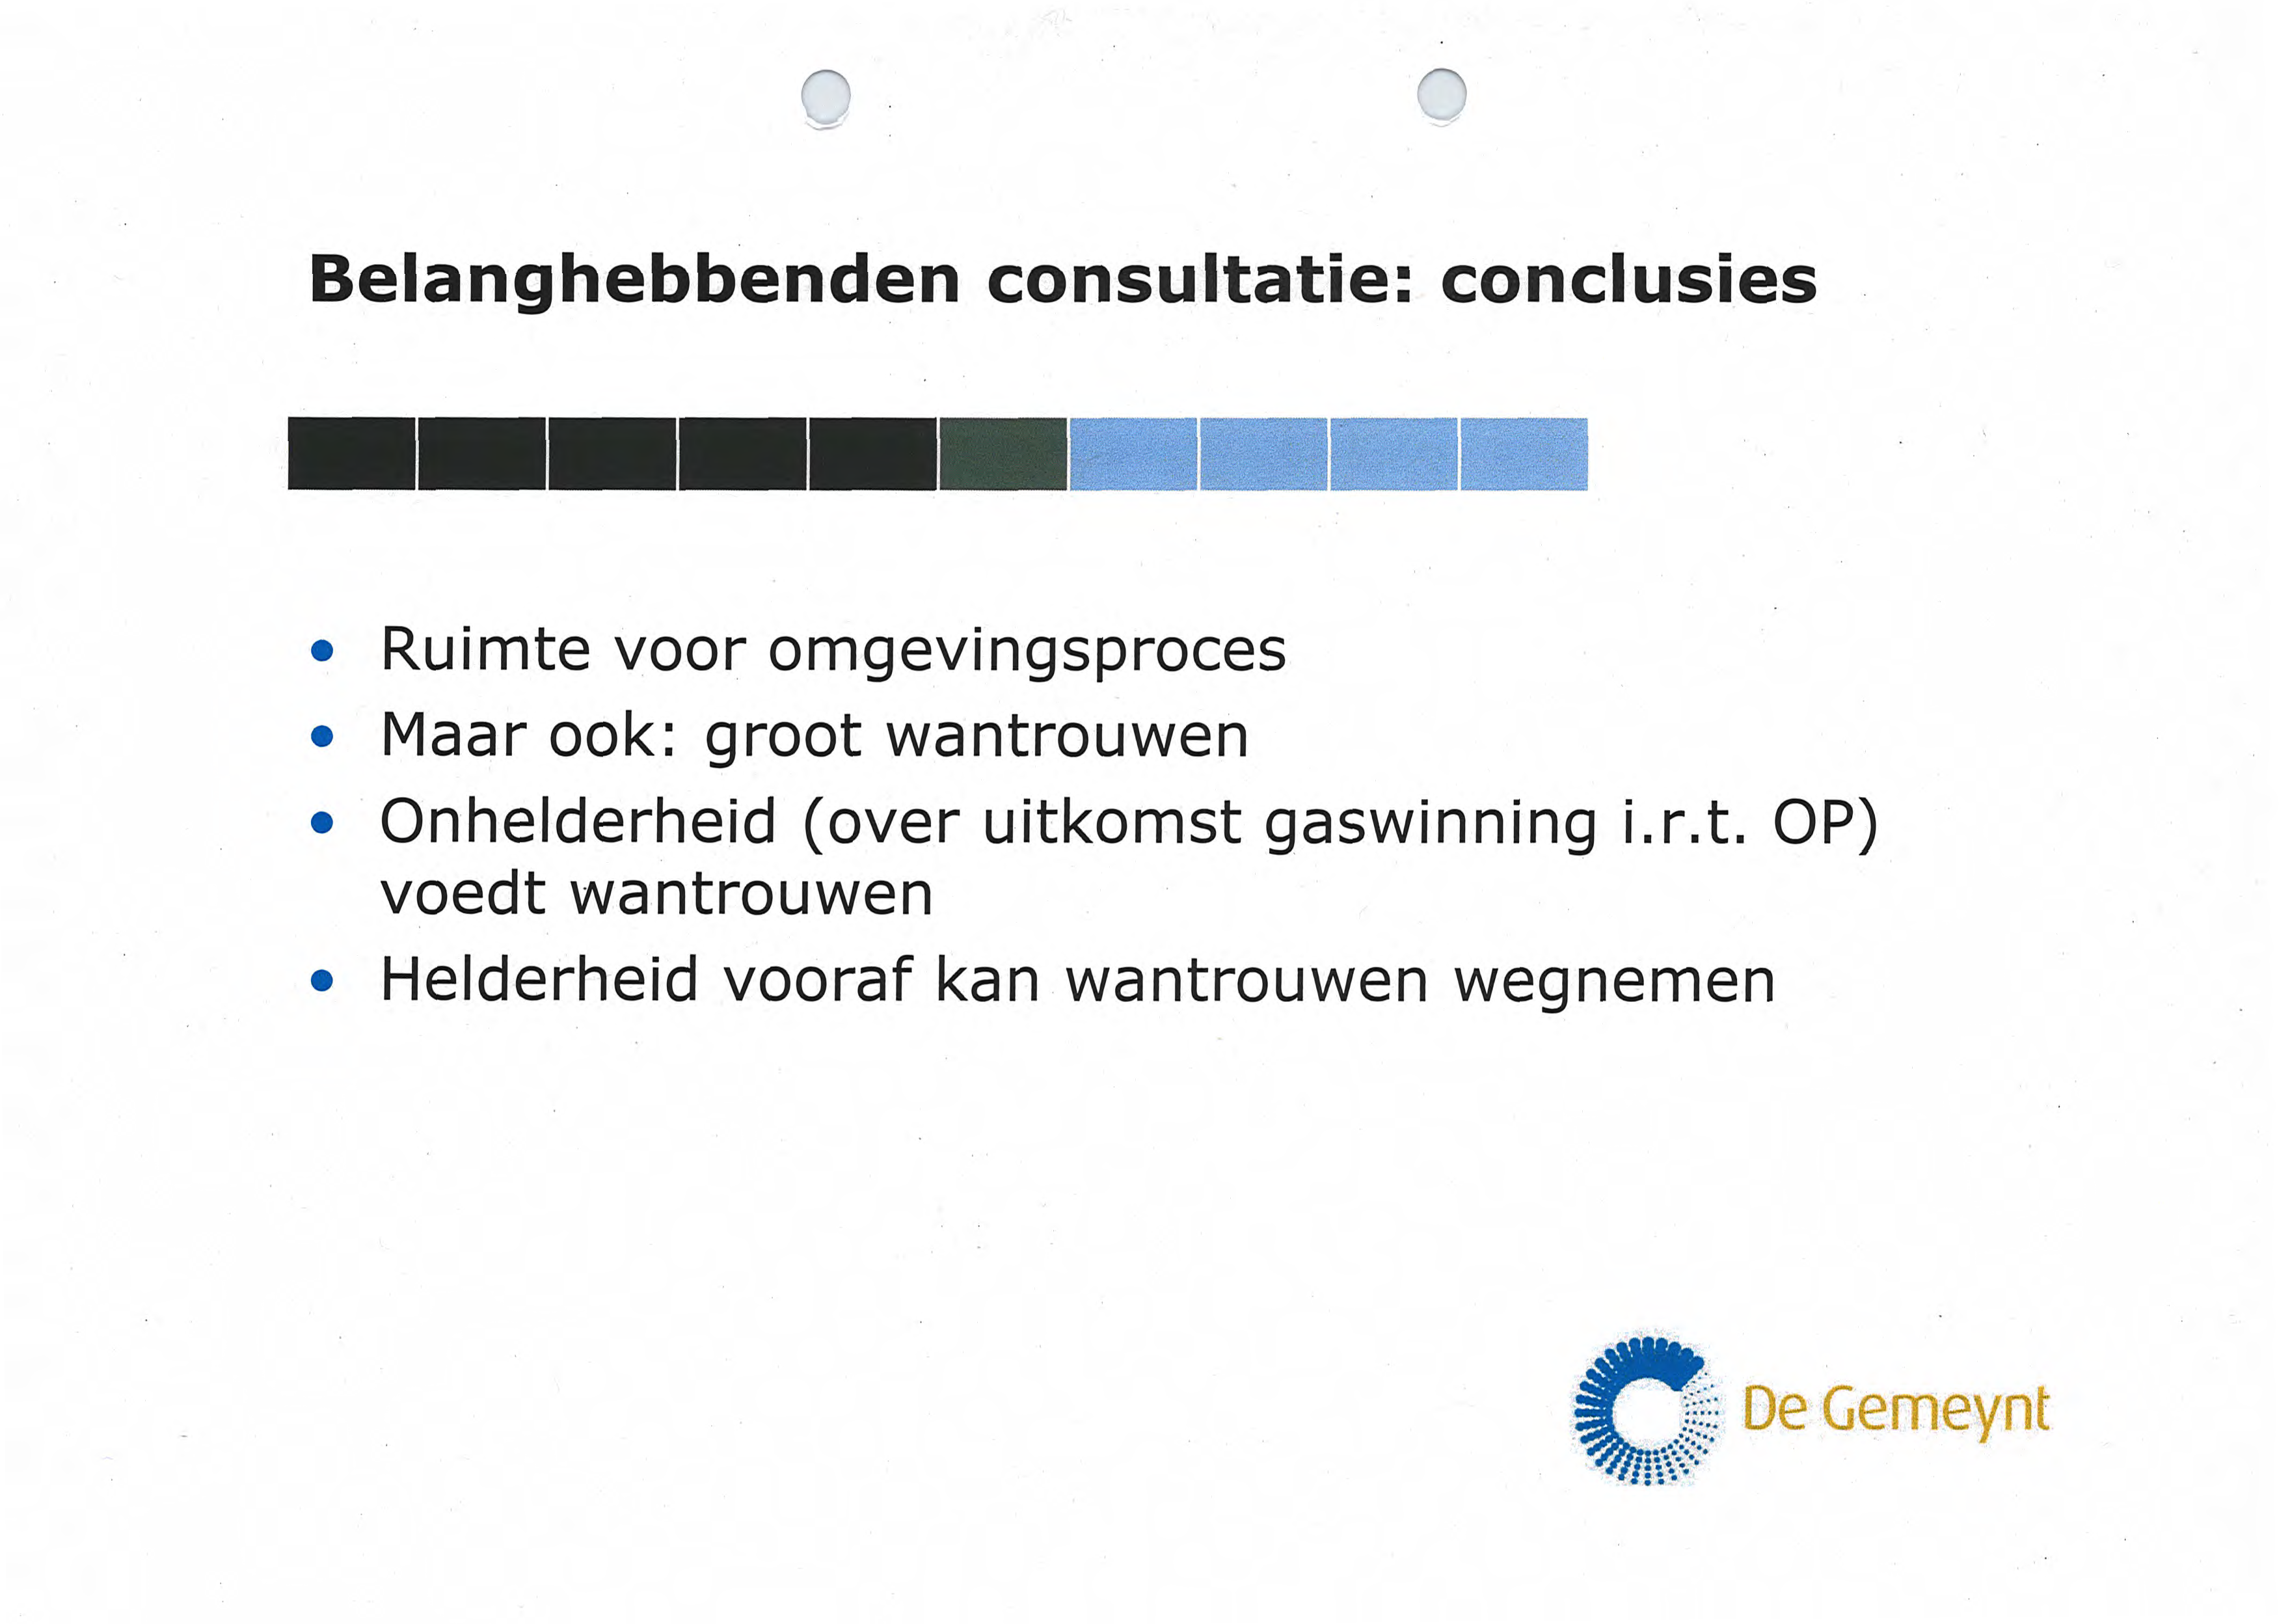 Belanghebbenden consultatie: conclusies
• Ruimte voor omgevingsproces
• Maar ook: groot wantrouwen
• Onhelderheid (over uitkomst gaswinning i.r.t. OP)
voedt wantrouwen
• Helderheid vooraf kan wantrouwen wegnemen
De Gemeynt